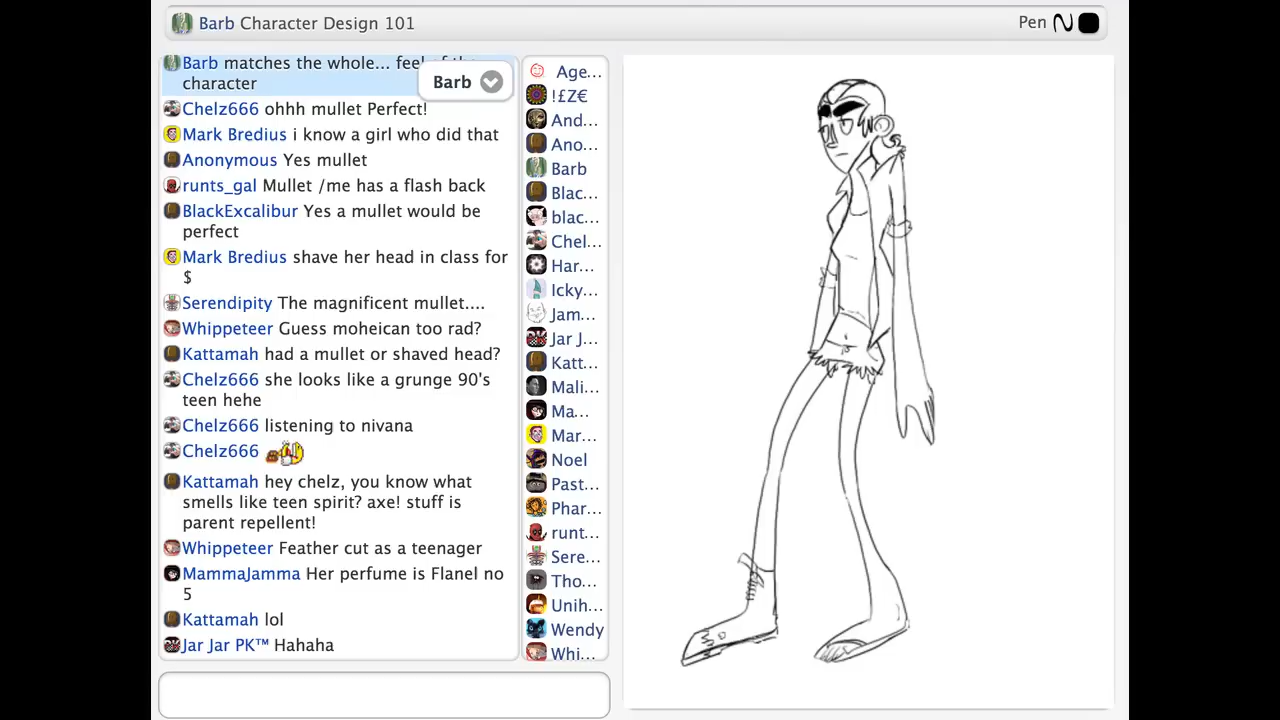 Barb Character Design 101
Pen
Barb matches the whole... feel of the
character
Barb
Chelz666 ohhh mullet Perfect!
Mark Bredius i know a girl who did that
Anonymous Yes mullet
runts_gal Mullet /me has a flash back
BlackExcalibur Yes a mullet would be
perfect
Mark Bredius shave her head in class for
$
Serendipity The magnificent mullet....
Whippeteer Guess moheican too rad?
Kattamah had a mullet or shaved head?
Chelz666 she looks like a grunge 90's
teen hehe
Chelz666 listening to nivana
Chelz666
Kattamah hey chelz, you know what
smells like teen spirit? axe! stuff is
parent repellent!
Whippeteer Feather cut as a teenager
MammaJamma Her perfume is Flanel no
5
Kattamah lol
Jar Jar PK™ Hahaha
Age...
!£Z€
And...
Ano...
Barb
Blac...
blac...
Chel...
Har...
Icky...
Jam...
Jar J...
Katt...
Mali...
Ma...
Mar...
Noel
Past...
Phar...
runt...
Sere...
Tho...
Unih...
Wendy
Whi...